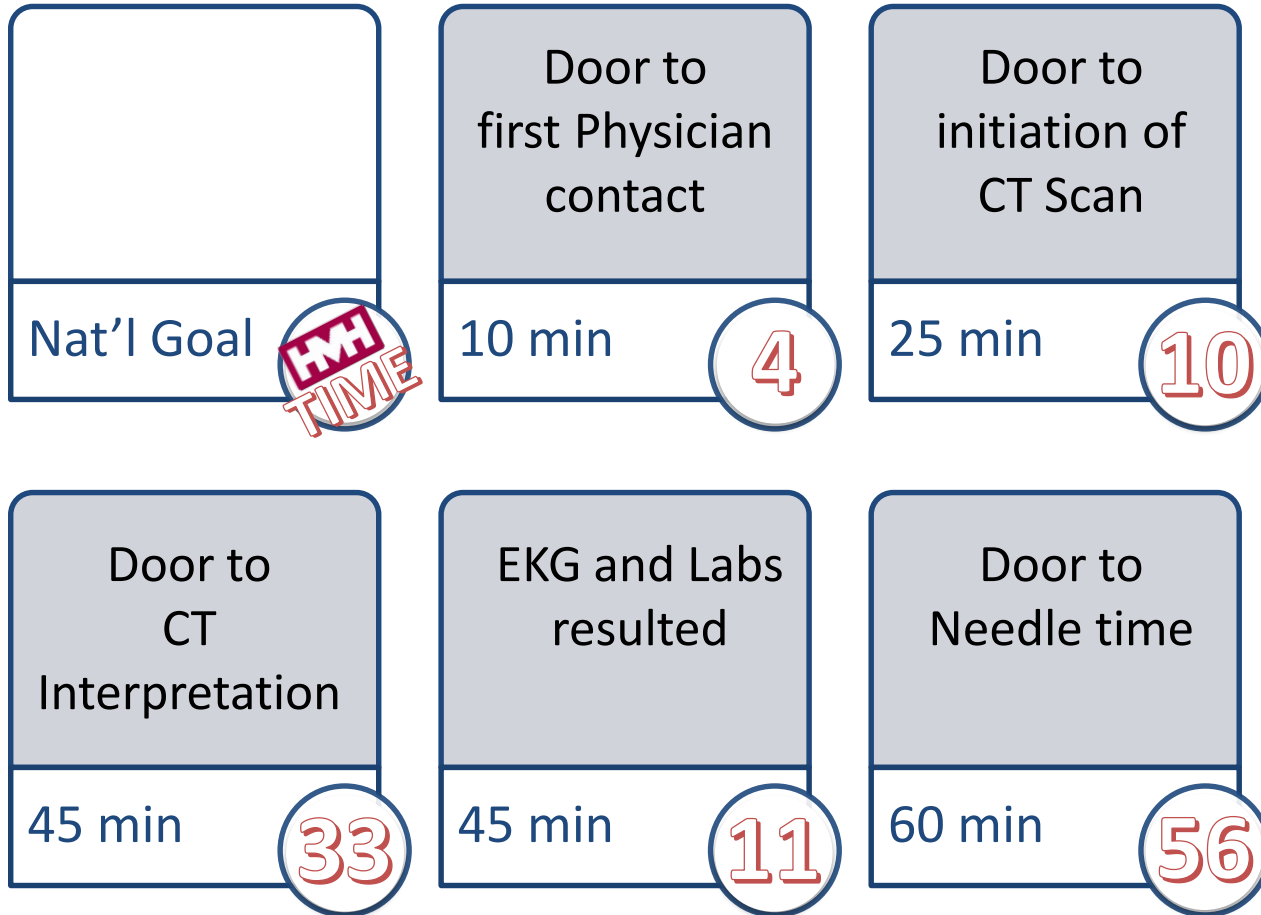 Nat’l Goal
HMH
TIME
Door to
first Physician
contact
10 min
4
Door to
initiation of
CT Scan
25 min
10
Door to
CT
Interpretation
45 min
33
EKG and Labs
resulted
45 min
11
Door to
Needle time
60 min
56